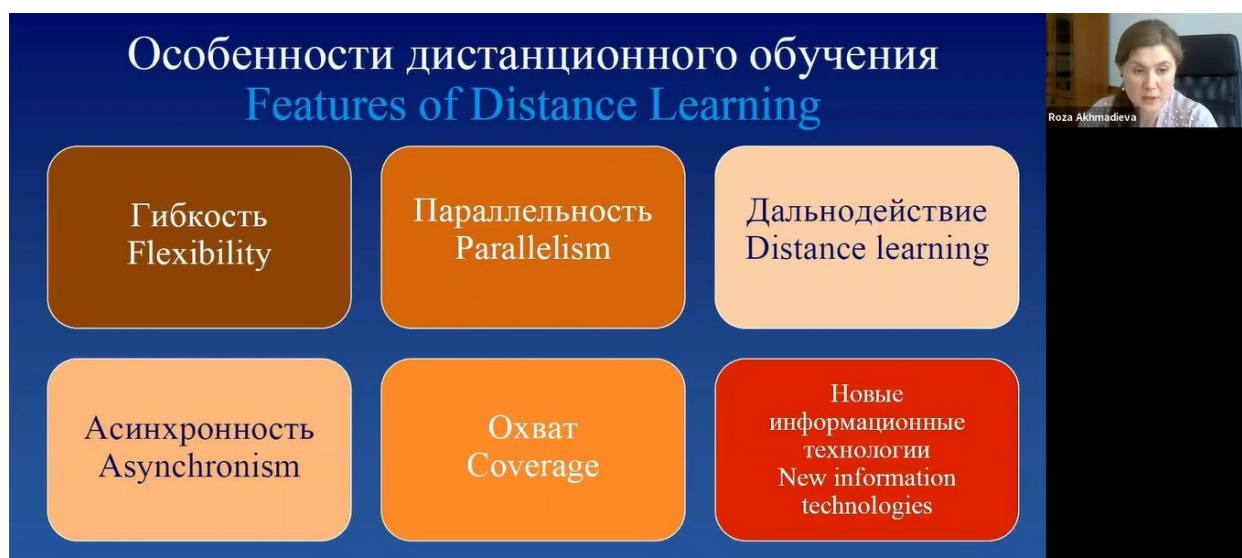 Особенности дистанционного обучения
Features of Distance Learning
Гибкость
Flexibility
Параллельность
Parallelism
Дальнодействие
Distance learning
Асинхронность
Asynchronism
Охват
Coverage
Новые
информационные
технологии
New information
technologies
Roza Akhmadieva